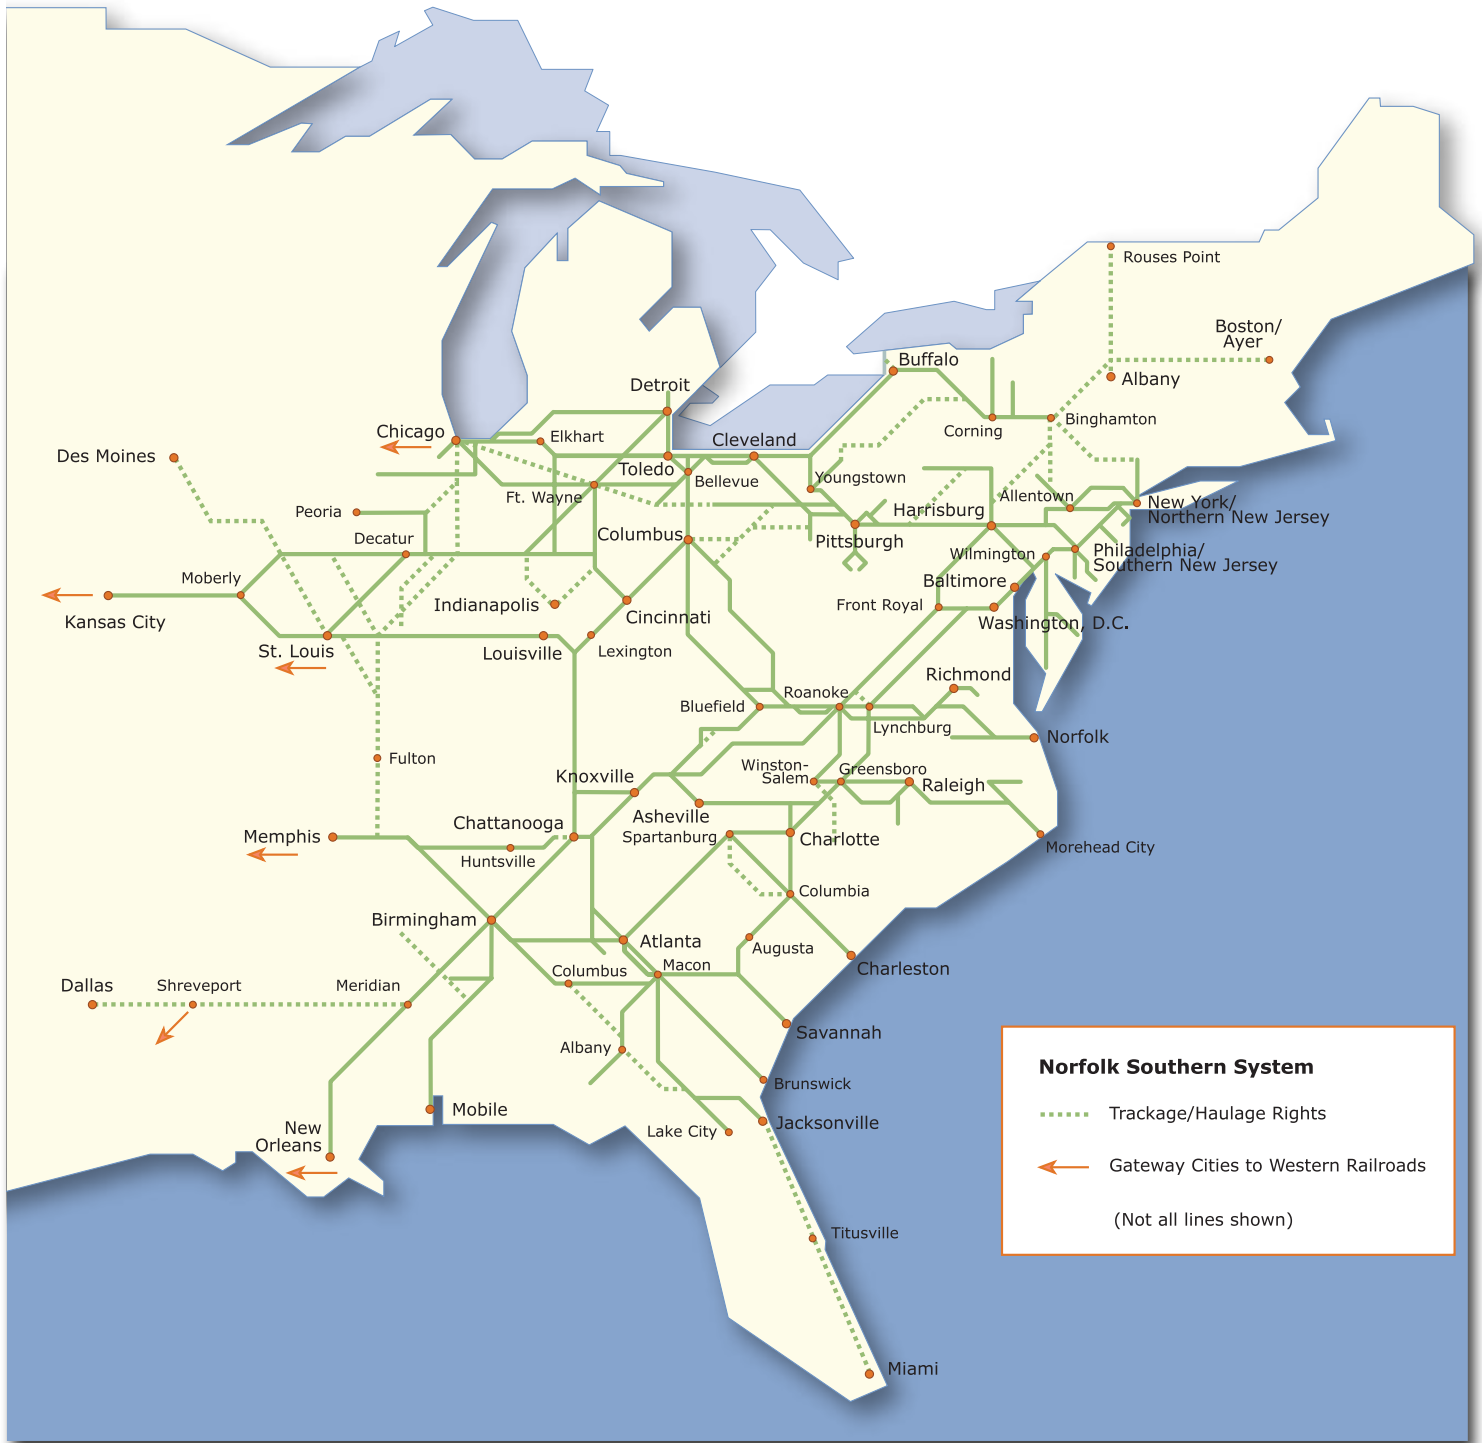 Rouses Point
Boston/
Ayer
Buffalo
Albany
Detroit
Binghamton
Corning
Chicago
Elkhart
Cleveland
Des Moines
Toledo
Bellevue
Youngstown
Ft. Wayne
Allentown
New York/
Northern New Jersey
Peoria
Harrisburg
Decatur
Columbus
Pittsburgh
Wilmington
Philadelphia/
Southern New Jersey
Moberly
Baltimore
Indianapolis
Front Royal
Kansas City
Cincinnati
Washington, D.C.
St. Louis
Louisville
Lexington
Richmond
Roanoke
Bluefield
Lynchburg
Norfolk
Fulton
Winston-
Salem
Greensboro
Knoxville
Raleigh
Asheville
Chattanooga
Memphis
Spartanburg
Charlotte
Morehead City
Huntsville
Columbia
Birmingham
Atlanta
Augusta
Macon
Columbus
Charleston
Dallas
Shreveport
Meridian
Savannah
Albany
Brunswick
Mobile
Jacksonville
Lake City
New
Orleans
Titusville
Miami
Norfolk Southern System
Trackage/Haulage Rights
Gateway Cities to Western Railroads
(Not all lines shown)